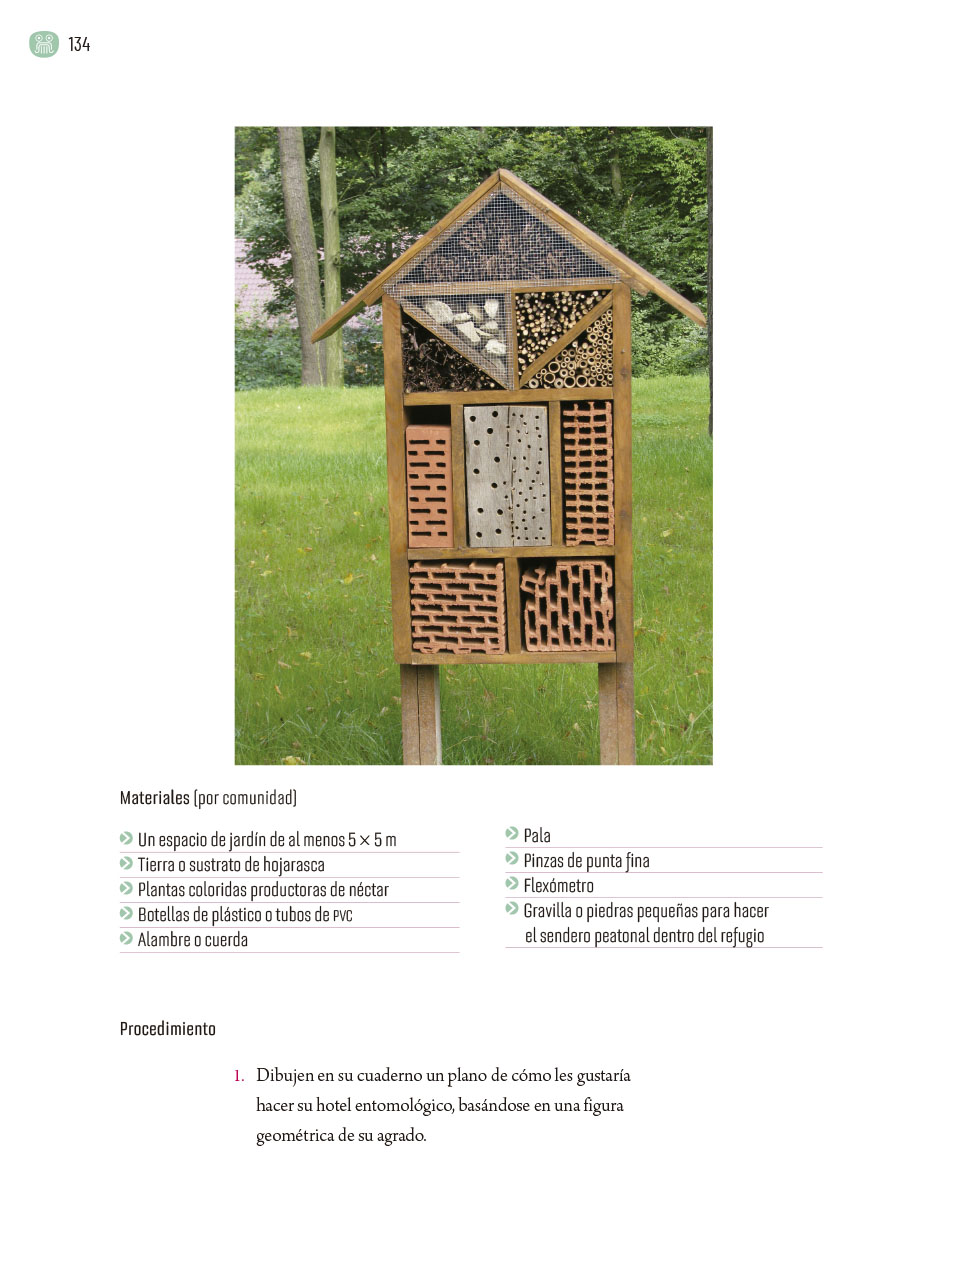 134
Materiales (por comunidad)
Un espacio de jardín de al menos 5 × 5 m
Tierra o sustrato de hojarasca
Plantas coloridas productoras de néctar
Botellas de plástico o tubos de PVC
Alambre o cuerda
Pala
Pinzas de punta fina
Flexómetro
Gravilla o piedras pequeñas para hacer
el sendero peatonal dentro del refugio
Procedimiento
1. Dibujen en su cuaderno un plano de cómo les gustaría
hacer su hotel entomológico, basándose en una figura
geométrica de su agrado.